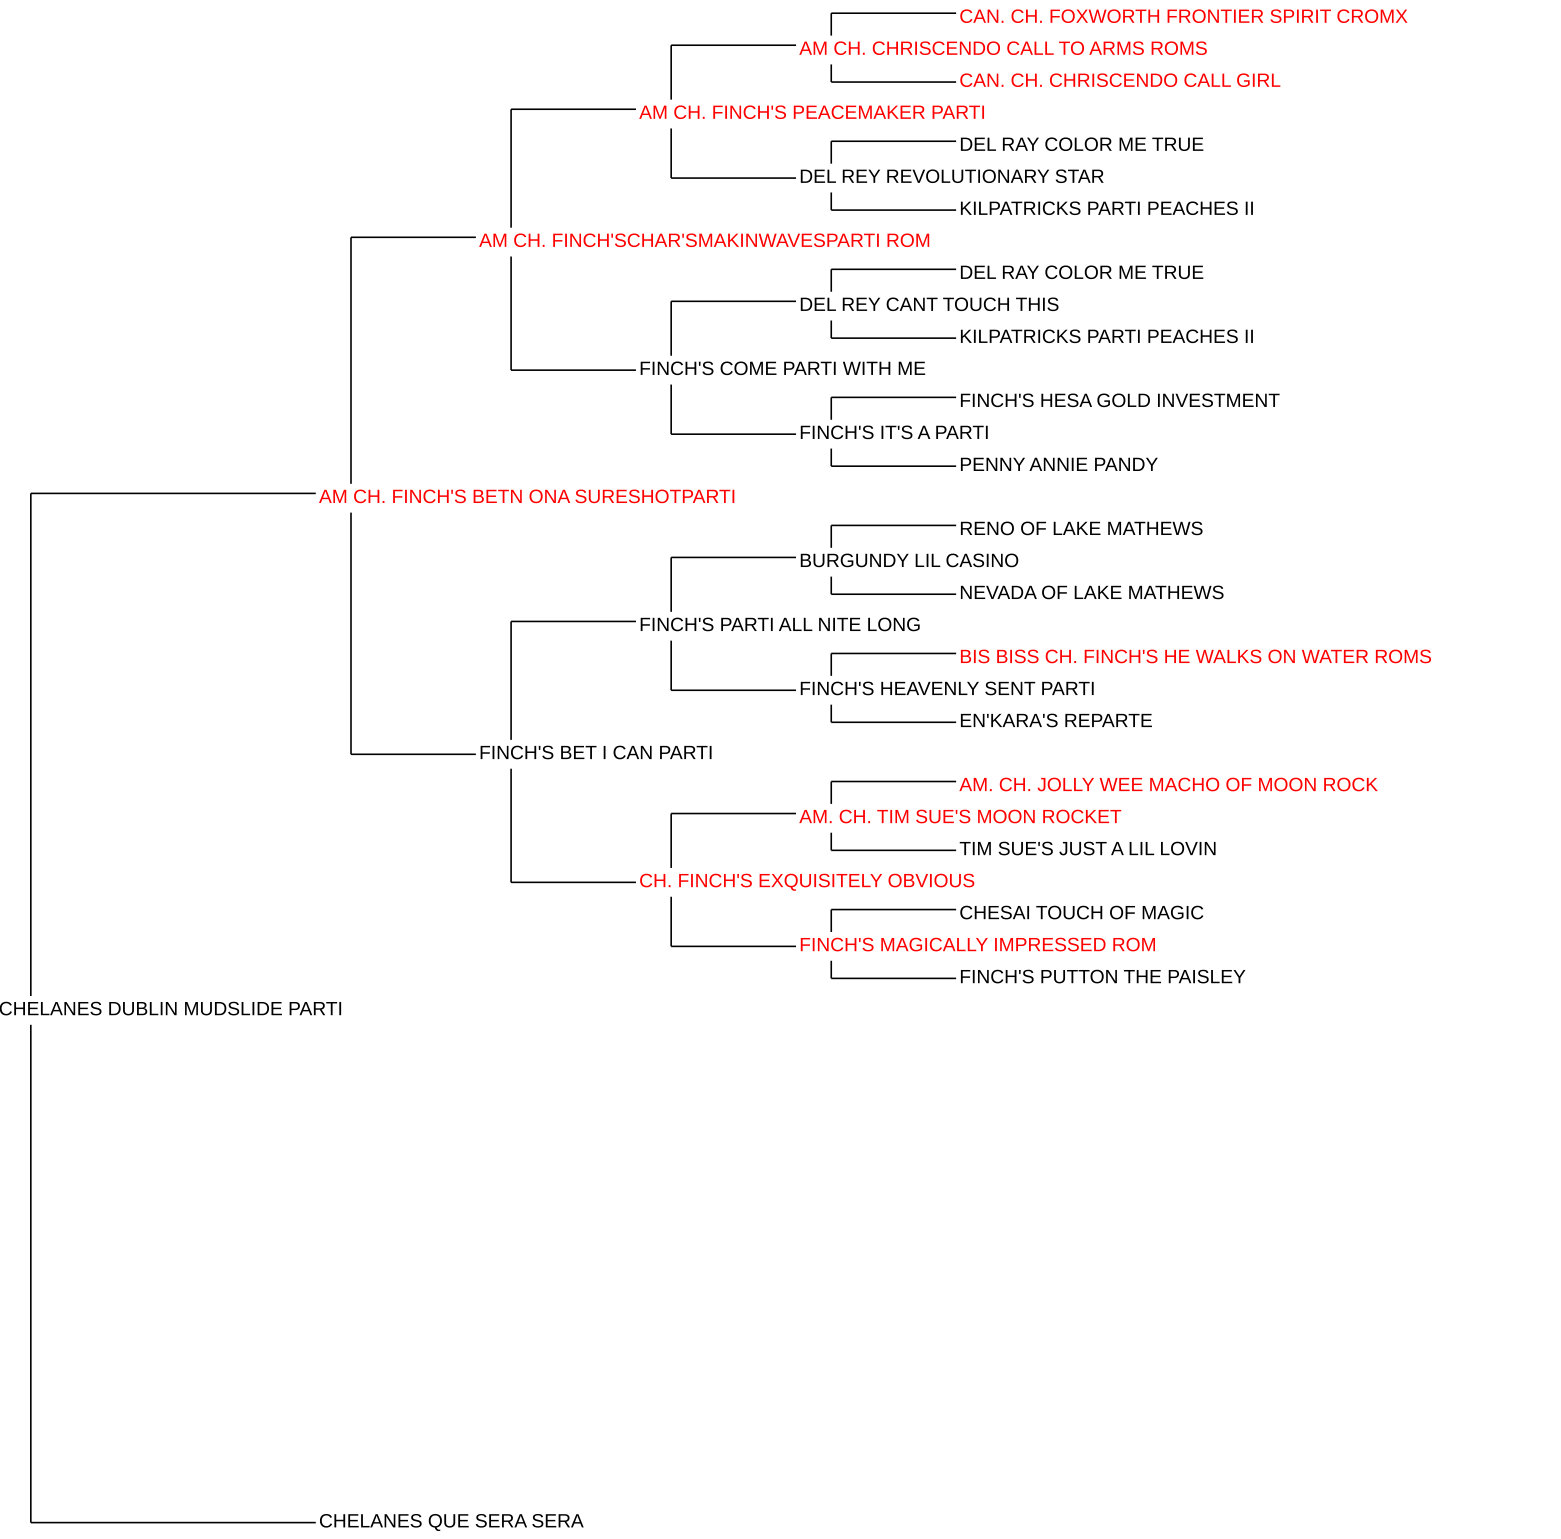 CAN. CH. FOXWORTH FRONTIER SPIRIT CROMX
AM CH. CHRISCENDO CALL TO ARMS ROMS
CAN. CH. CHRISCENDO CALL GIRL
AM CH. FINCH'S PEACEMAKER PARTI
DEL RAY COLOR ME TRUE
DEL REY REVOLUTIONARY STAR
KILPATRICKS PARTI PEACHES II
AM CH. FINCH'SCHAR'SMAKINWAVESPARTI ROM
DEL RAY COLOR ME TRUE
DEL REY CANT TOUCH THIS
KILPATRICKS PARTI PEACHES II
FINCH'S COME PARTI WITH ME
FINCH'S HESA GOLD INVESTMENT
FINCH'S IT'S A PARTI
PENNY ANNIE PANDY
AM CH. FINCH'S BETN ONA SURESHOTPARTI
RENO OF LAKE MATHEWS
BURGUNDY LIL CASINO
NEVADA OF LAKE MATHEWS
FINCH'S PARTI ALL NITE LONG
BIS BISS CH. FINCH'S HE WALKS ON WATER ROMS
FINCH'S HEAVENLY SENT PARTI
EN'KARA'S REPARTE
FINCH'S BET I CAN PARTI
AM. CH. JOLLY WEE MACHO OF MOON ROCK
AM. CH. TIM SUE'S MOON ROCKET
TIM SUE'S JUST A LIL LOVIN
CH. FINCH'S EXQUISITELY OBVIOUS
CHESAI TOUCH OF MAGIC
FINCH'S MAGICALLY IMPRESSED ROM
FINCH'S PUTTON THE PAISLEY
CHELANES DUBLIN MUDSLIDE PARTI
CHELANES QUE SERA SERA